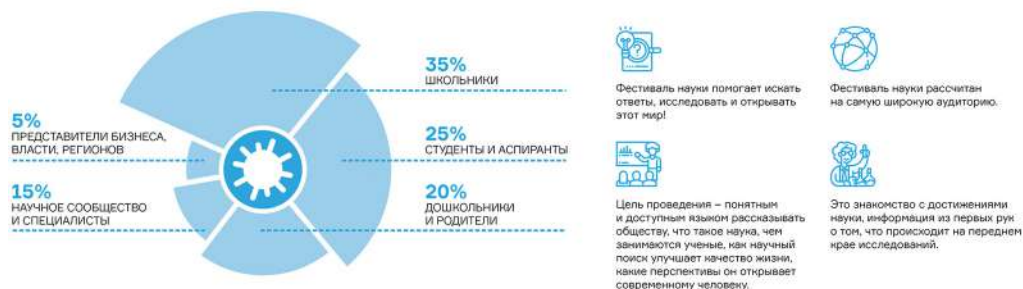 35%
ШКОЛЬНИКИ
5%
ПРЕДСТАВИТЕЛИ БИЗНЕСА,
ВЛАСТИ, РЕГИОНОВ
25%
СТУДЕНТЫ И АСПИРАНТЫ
15%
НАУЧНОЕ СООБЩЕСТВО
И СПЕЦИАЛИСТЫ
20%
ДОШКОЛЬНИКИ
И РОДИТЕЛИ
?
Фестиваль науки помогает искать
ответы, исследовать и открывать
этот мир!
Фестиваль науки рассчитан
на самую широкую аудиторию.
Цель проведения – понятным
и доступным языком рассказывать
обществу, что такое наука, чем
занимаются ученые, как научный
поиск улучшает качество жизни,
какие перспективы он открывает
современному человеку.
Это знакомство с достижениями
науки, информация из первых рук
о том, что происходит на переднем
крае исследований.